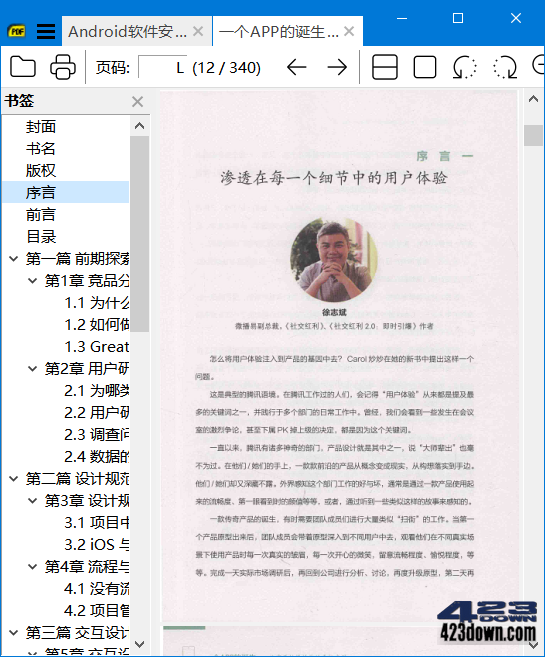 PDF
Android软件安...
一个APP的诞生...
页码: L (12 / 340)
书签
封面
书名
版权
序言
前言
目录
第一篇 前期探索
第1章 竞品分
1.1 为什么
1.2 如何做
1.3 Great
第2章 用户研
2.1 为哪类
2.2 用户研
2.3 调查问
2.4 数据的
第二篇 设计规范
第3章 设计规
3.1 项目中
3.2 iOS 与
第4章 流程与
4.1 没有流
4.2 项目管
第三篇 交互设计
第5章 交互设
序 言 一
渗透在每一个细节中的用户体验
徐志斌
微播易副总裁，《社交红利》、《社交红利 2.0：即时引爆》作者
怎么将用户体验注入到产品的基因中去？Carol 炒炒在她的新书中提出这样一个
问题。
这是典型的腾讯语境。在腾讯工作过的人们，会记得“用户体验”从来都是提及最
多的关键词之一，并践行于多个部门的日常工作中。曾经，我们会看到一些发生在会议
室的激烈争论，甚至下属 PK 掉上级的决定，都是因为这个关键词。
一直以来，腾讯有诸多神奇的部门，产品设计就是其中之一，说“大师辈出”也毫
不为过。在他们 / 她们的手上，一款款前沿的产品从概念变成现实，从构想落实到手边。
他们 / 她们却又深藏不露。外界感知这个部门工作的好与坏，通常是通过一款产品使用起
来的流畅度、第一眼看到时的颜值等等，或者，通过听到一些类似这样的故事来感知的。
一款传奇产品的诞生，有时需要团队成员们进行大量类似“扫街”的工作。当第一
个产品原型出来后，团队成员会带着原型深入到不同用户中去，观看他们在不同真实场
景下使用产品时每一次真实的皱眉，每一次开心的微笑，留意流畅程度、愉悦程度，等
等。完成一天实际市场调研后，再回到公司进行分析，讨论，再度升级原型，第二天再
423DOWN
423down.com